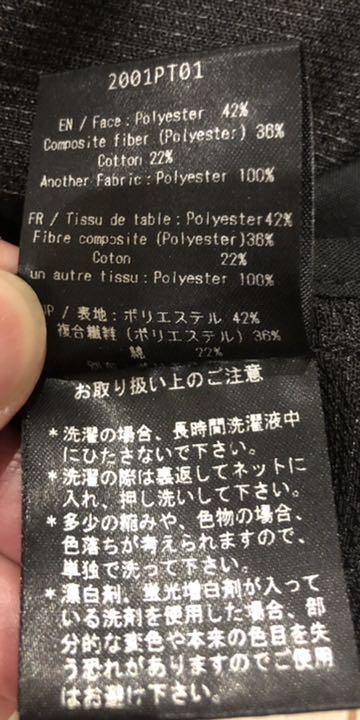 2001PT01
EN / Face: Polyester 42%
Composite fiber (Polyester) 36%
Cotton 22%
Another Fabric: Polyester 100%
FR / Tissu de table: Polyester42%
Fibre composite (Polyester)36%
Coton 22%
un autre tissu: Polyester 100%
/ 表地: ポリエステル 42%
複合繊維 (ポリエステル) 36%
綿 22%
お取り扱い上のご注意
*洗濯の場合、長時間洗濯液中
にひたさないで下さい。
*洗濯の際は裏返してネットに
入れ、押し洗いして下さい。
*多少の縮みや、色物の場合、
色落ちが考えられますので、
単独で洗って下さい。
*漂白剤、蛍光増白剤が入って
いる洗剤を使用した場合、部
分的な変色や本来の色目を失
う恐れがありますのでご使用
はお避け下さい。